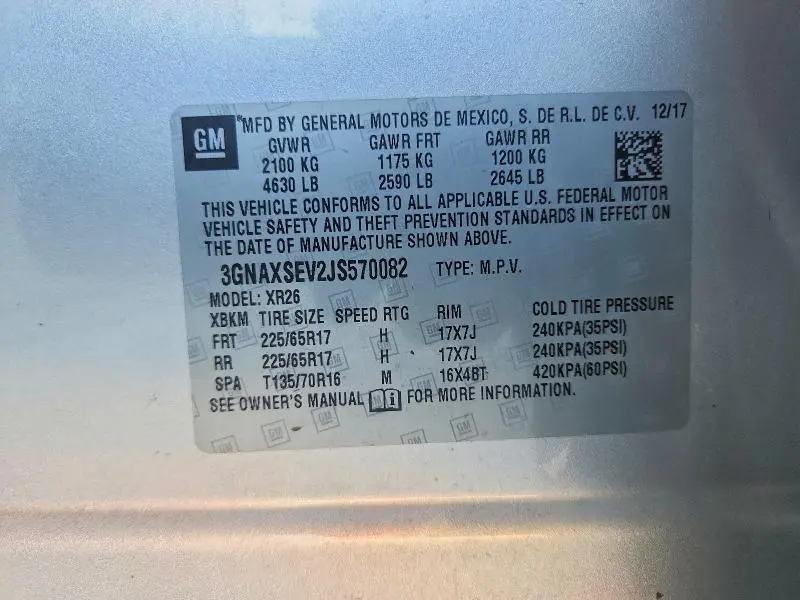 GM
®MFD BY GENERAL MOTORS DE MEXICO, S. DE R.L. DE C.V. 12/17
GVWR GAWR FRT GAWR RR
2100 KG 1175 KG 1200 KG
4630 LB 2590 LB 2645 LB
THIS VEHICLE CONFORMS TO ALL APPLICABLE U.S. FEDERAL MOTOR
VEHICLE SAFETY AND THEFT PREVENTION STANDARDS IN EFFECT ON
THE DATE OF MANUFACTURE SHOWN ABOVE.
3GNAXSEV2JS570082 TYPE: M.P.V.
MODEL: XR26
XBKM TIRE SIZE SPEED RTG RIM COLD TIRE PRESSURE
FRT 225/65R17 H 17X7J 240KPA(35PSI)
RR 225/65R17 H 17X7J 240KPA(35PSI)
SPA T135/70R16 M 16X4BT 420KPA(60PSI)
SEE OWNER'S MANUAL i FOR MORE INFORMATION.